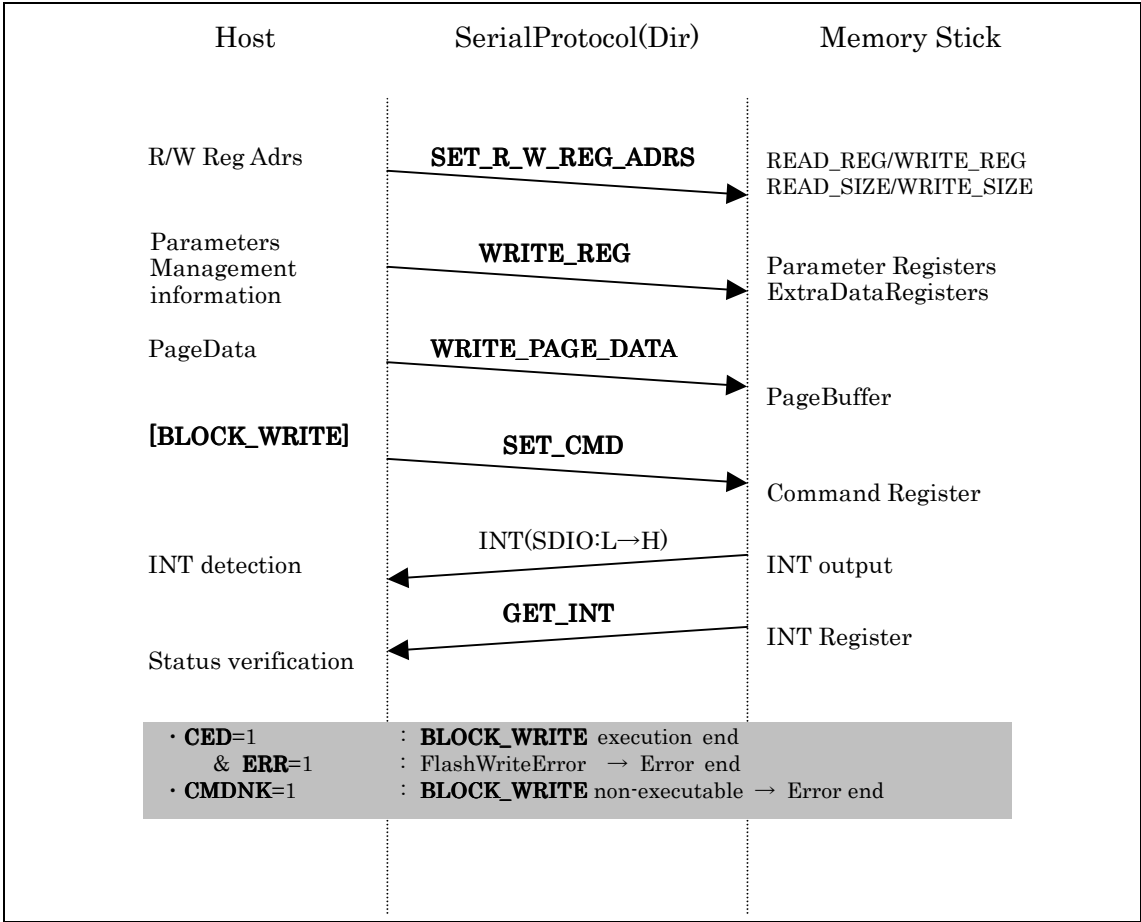 Host SerialProtocol(Dir) Memory Stick
R/W Reg Adrs SET_R_W_REG_ADRS READ_REG/WRITE_REG
READ_SIZE/WRITE_SIZE
Parameters
Management
information
WRITE_REG
Parameter Registers
ExtraDataRegisters
PageData WRITE_PAGE_DATA
PageBuffer
[BLOCK_WRITE] SET_CMD
Command Register
INT(SDIO:L→H)
INT detection INT output
GET_INT
INT Register
Status verification
・CED=1 : BLOCK_WRITE execution end
& ERR=1 : FlashWriteError → Error end
・CMDNK=1 : BLOCK_WRITE non-executable → Error end